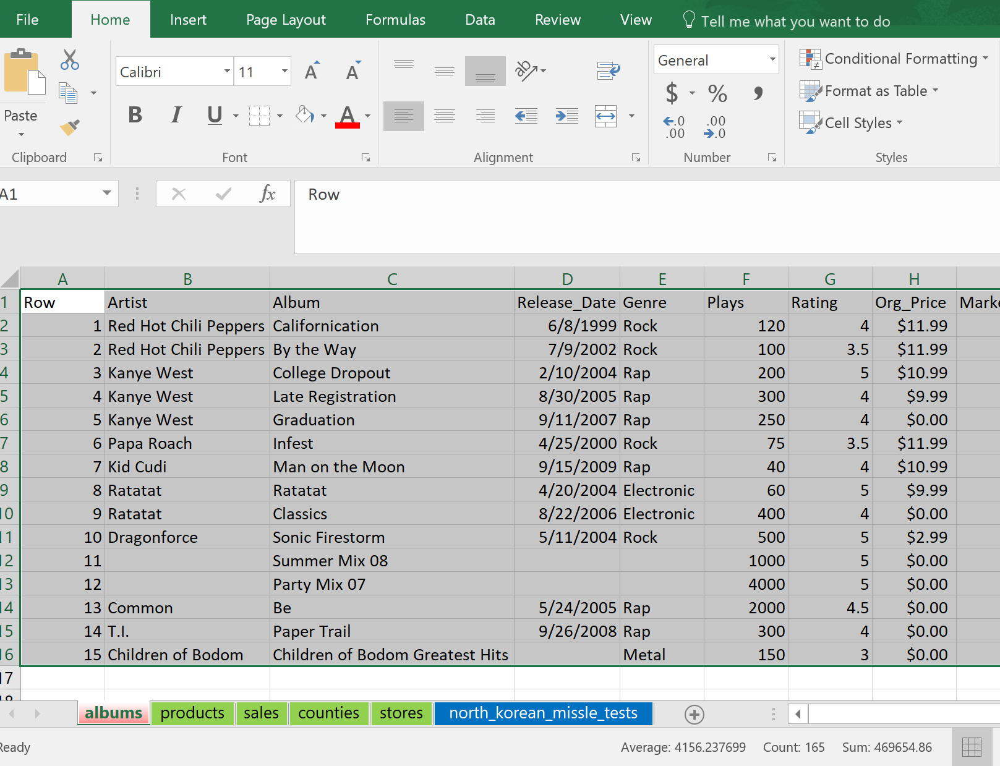 File Home Insert Page Layout Formulas Data Review View Tell me what you want to do
Calibri 11 General Conditional Formatting
$ % , Format as Table
Paste B I U A ab Cell Styles
Clipboard Font Alignment Number Styles
A1 fx Row
A B C D E F G H
1 Row Artist Album Release_Date Genre Plays Rating Org_Price Marke
2 1 Red Hot Chili Peppers Californication 6/8/1999 Rock 120 4 $11.99
3 2 Red Hot Chili Peppers By the Way 7/9/2002 Rock 100 3.5 $11.99
4 3 Kanye West College Dropout 2/10/2004 Rap 200 5 $10.99
5 4 Kanye West Late Registration 8/30/2005 Rap 300 4 $9.99
6 5 Kanye West Graduation 9/11/2007 Rap 250 4 $0.00
7 6 Papa Roach Infest 4/25/2000 Rock 75 3.5 $11.99
8 7 Kid Cudi Man on the Moon 9/15/2009 Rap 40 4 $10.99
9 8 Ratatat Ratatat 4/20/2004 Electronic 60 5 $9.99
10 9 Ratatat Classics 8/22/2006 Electronic 400 4 $0.00
11 10 Dragonforce Sonic Firestorm 5/11/2004 Rock 500 5 $2.99
12 11 Summer Mix 08 1000 5 $0.00
13 12 Party Mix 07 4000 5 $0.00
14 13 Common Be 5/24/2005 Rap 2000 4.5 $0.00
15 14 T.I. Paper Trail 9/26/2008 Rap 300 4 $0.00
16 15 Children of Bodom Children of Bodom Greatest Hits Metal 150 3 $0.00
17
18
albums products sales counties stores north_korean_missle_tests
Ready Average: 4156.237699 Count: 165 Sum: 469654.86